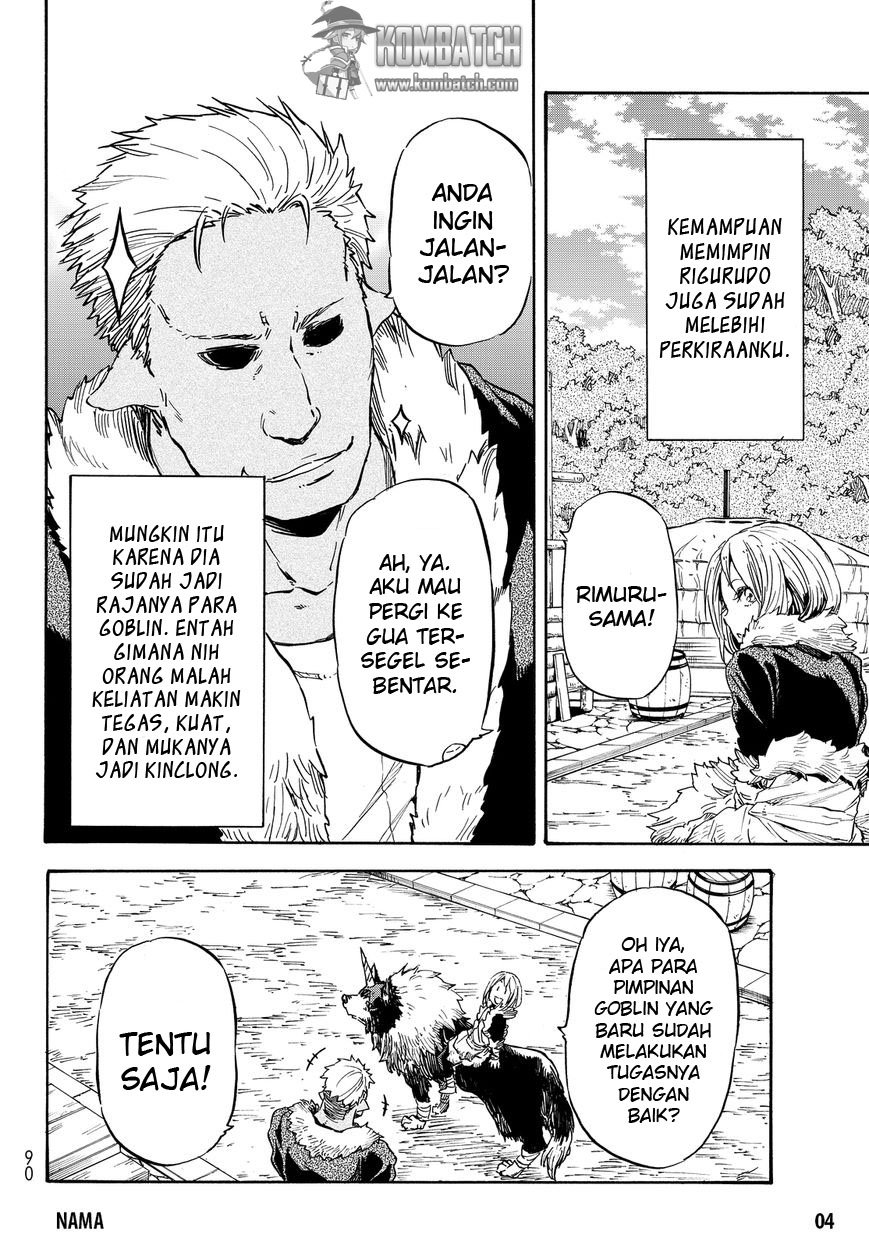 KOMBATCH
www.kombatch.com
KEMAMPUAN
MEMIMPIN
RIGURUDO
JUGA SUDAH
MELEBIHI
PERKIRAANKU.
RIMURU-
SAMA!
ANDA
INGIN
JALAN-
JALAN?
AH, YA.
AKU MAU
PERGI KE
GUA TER-
SEGEL SE-
BENTAR.
MUNGKIN ITU
KARENA DIA
SUDAH JADI
RAJANYA PARA
GOBLIN. ENTAH
GIMANA NIH
ORANG MALAH
KELIATAN MAKIN
TEGAS, KUAT,
DAN MUKANYA
JADI KINCLONG.
OH IYA,
APA PARA
PIMPINAN
GOBLIN YANG
BARU SUDAH
MELAKUKAN
TUGASNYA
DENGAN
BAIK?
TENTU
SAJA!
90
NAMA
04